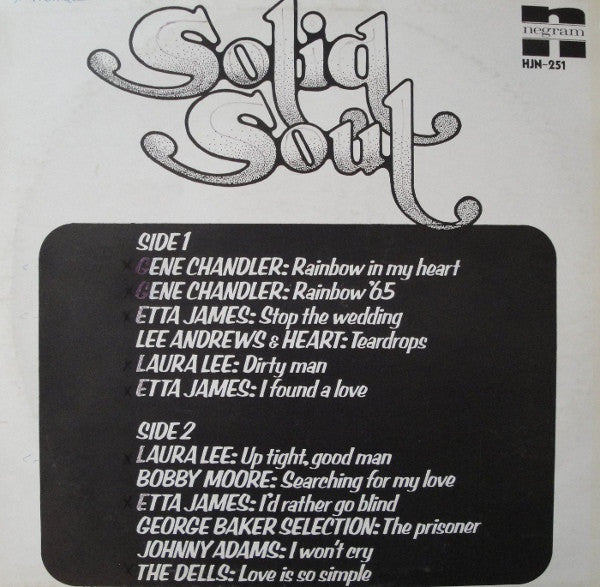 Solid
Soul
negram
HJN-251
SIDE 1
GENE CHANDLER: Rainbow in my heart
GENE CHANDLER: Rainbow '65
ETTA JAMES: Stop the wedding
LEE ANDREWS & HEART: Teardrops
LAURA LEE: Dirty man
ETTA JAMES: I found a love
SIDE 2
LAURA LEE: Up tight, good man
BOBBY MOORE: Searching for my love
ETTA JAMES: I'd rather go blind
GEORGE BAKER SELECTION: The prisoner
JOHNNY ADAMS: I won't cry
THE DELLS: Love is so simple